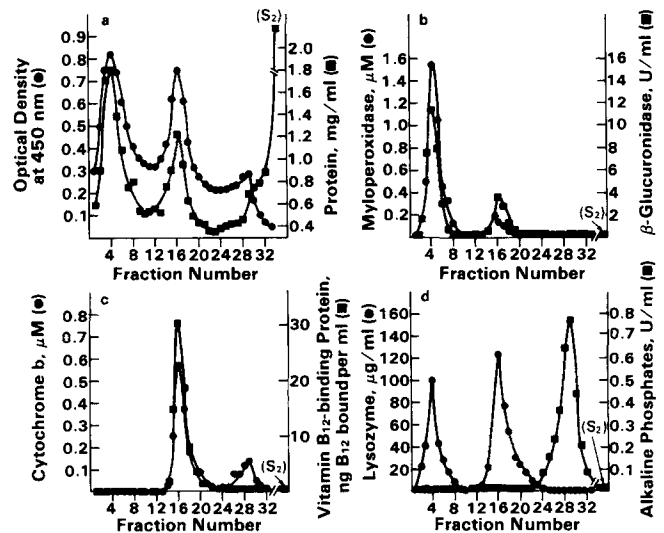 a
(S₂)
Optical Density
at 450 nm (●)
0.9
0.8
0.7
0.6
0.5
0.4
0.3
0.2
0.1
2.0
1.8
1.6
1.4
1.2
1.0
0.8
0.6
0.4
Protein, mg/ml (■)
4 8 12 16 20 24 28 32
Fraction Number
b
Myloperoxidase, μM (●)
1.6
1.4
1.2
1.0
0.8
0.6
0.4
0.2
16
14
12
10
8
6
4
2
(S₂)
β-Glucuronidase, U/ml (■)
4 8 12 16 20 24 28 32
Fraction Number
c
Cytochrome b, μM (●)
0.8
0.7
0.6
0.5
0.4
0.3
0.2
0.1
30
20
10
(S₂)
Vitamin B₁₂-binding Protein,
ng B₁₂ bound per ml (■)
4 8 12 16 20 24 28 32
Fraction Number
d
Lysozyme, μg/ml (●)
160
140
120
100
80
60
40
20
0.8
0.7
0.6
0.5
0.4
0.3
0.2
0.1
(S₂)
Alkaline Phosphates, U/ml (■)
4 8 12 16 20 24 28 32
Fraction Number